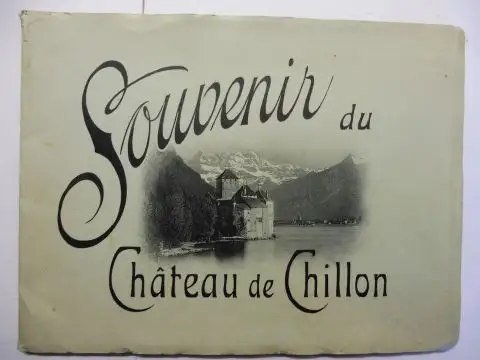 Souvenir du
Château de Chillon